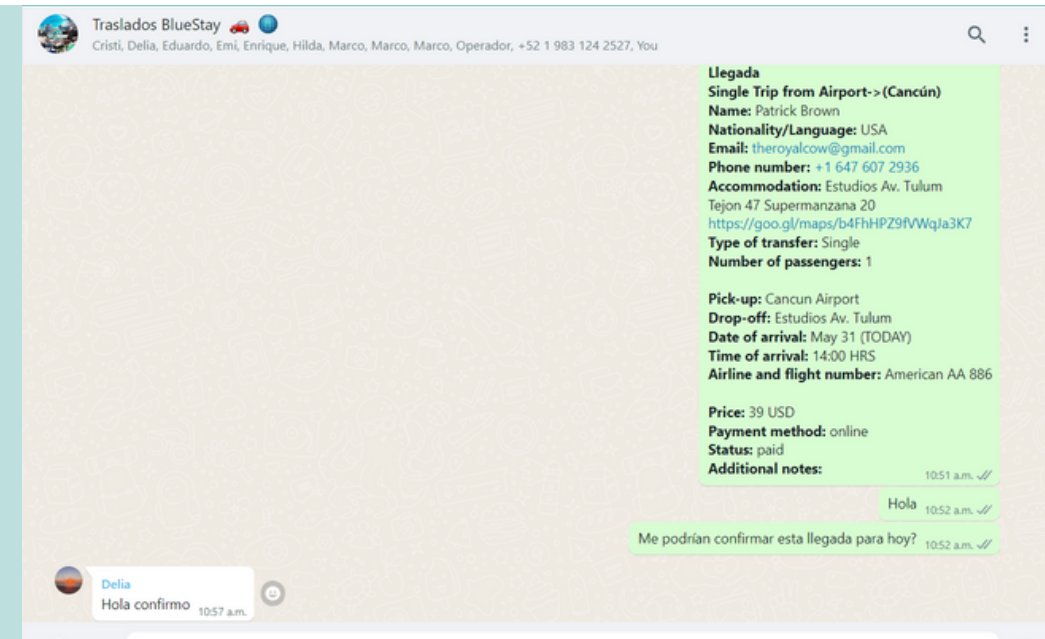 Traslados BlueStay 🚗 🌐
Cristi, Delia, Eduardo, Emi, Enrique, Hilda, Marco, Marco, Marco, Operador, +52 1 983 124 2527, You
Llegada
Single Trip from Airport->(Cancún)
Name: Patrick Brown
Nationality/Language: USA
Email: theroyalcow@gmail.com
Phone number: +1 647 607 2936
Accommodation: Estudios Av. Tulum
Tejon 47 Supermanzana 20
https://goo.gl/maps/b4FhHPZ9fVWqJa3K7
Type of transfer: Single
Number of passengers: 1
Pick-up: Cancun Airport
Drop-off: Estudios Av. Tulum
Date of arrival: May 31 (TODAY)
Time of arrival: 14:00 HRS
Airline and flight number: American AA 886
Price: 39 USD
Payment method: online
Status: paid
Additional notes:
10:51 a.m.
Hola 10:52 a.m.
Me podrían confirmar esta llegada para hoy? 10:52 a.m.
Delia
Hola confirmo 10:57 a.m.